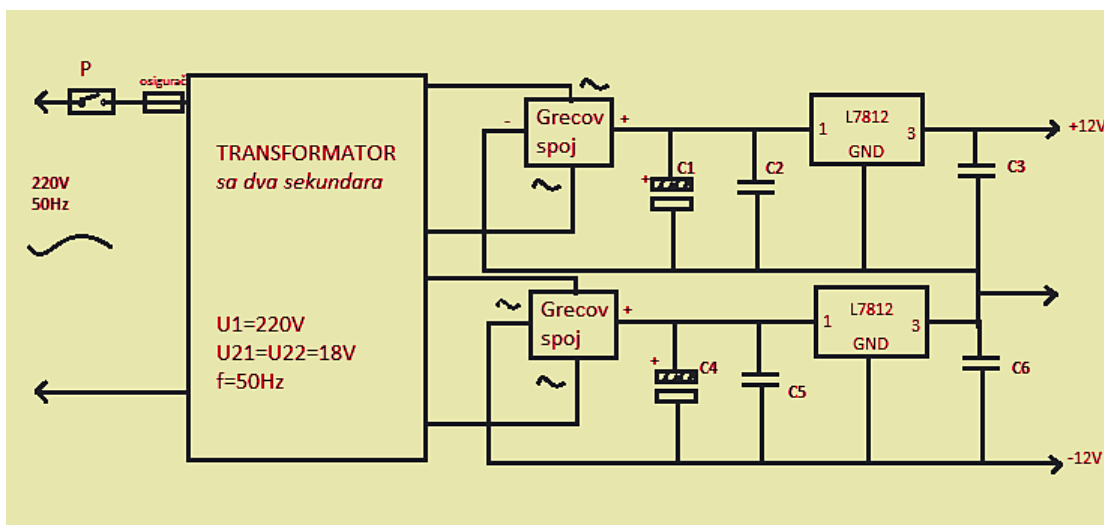 P
osigurač
220V
50Hz
TRANSFORMATOR
sa dva sekundara
U1=220V
U21=U22=18V
f=50Hz
~
-
Grecov
spoj
+
~
+
C1
C2
1
L7812
3
GND
C3
+12V
~
Grecov
spoj
+
~
+
C4
C5
1
L7812
3
GND
C6
-12V